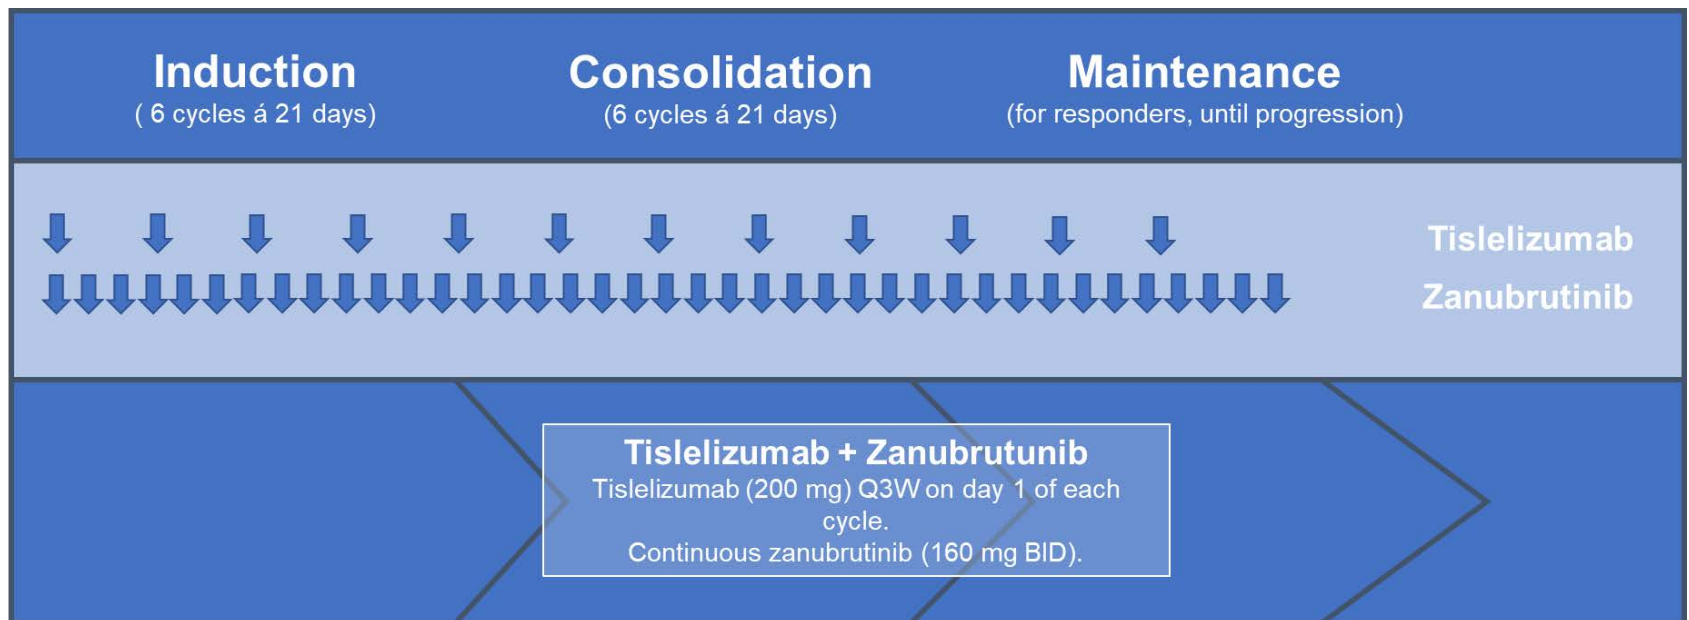 Induction
( 6 cycles á 21 days)
Consolidation
(6 cycles á 21 days)
Maintenance
(for responders, until progression)
Tislelizumab
Zanubrutinib
Tislelizumab + Zanubrutunib
Tislelizumab (200 mg) Q3W on day 1 of each
cycle.
Continuous zanubrutinib (160 mg BID).